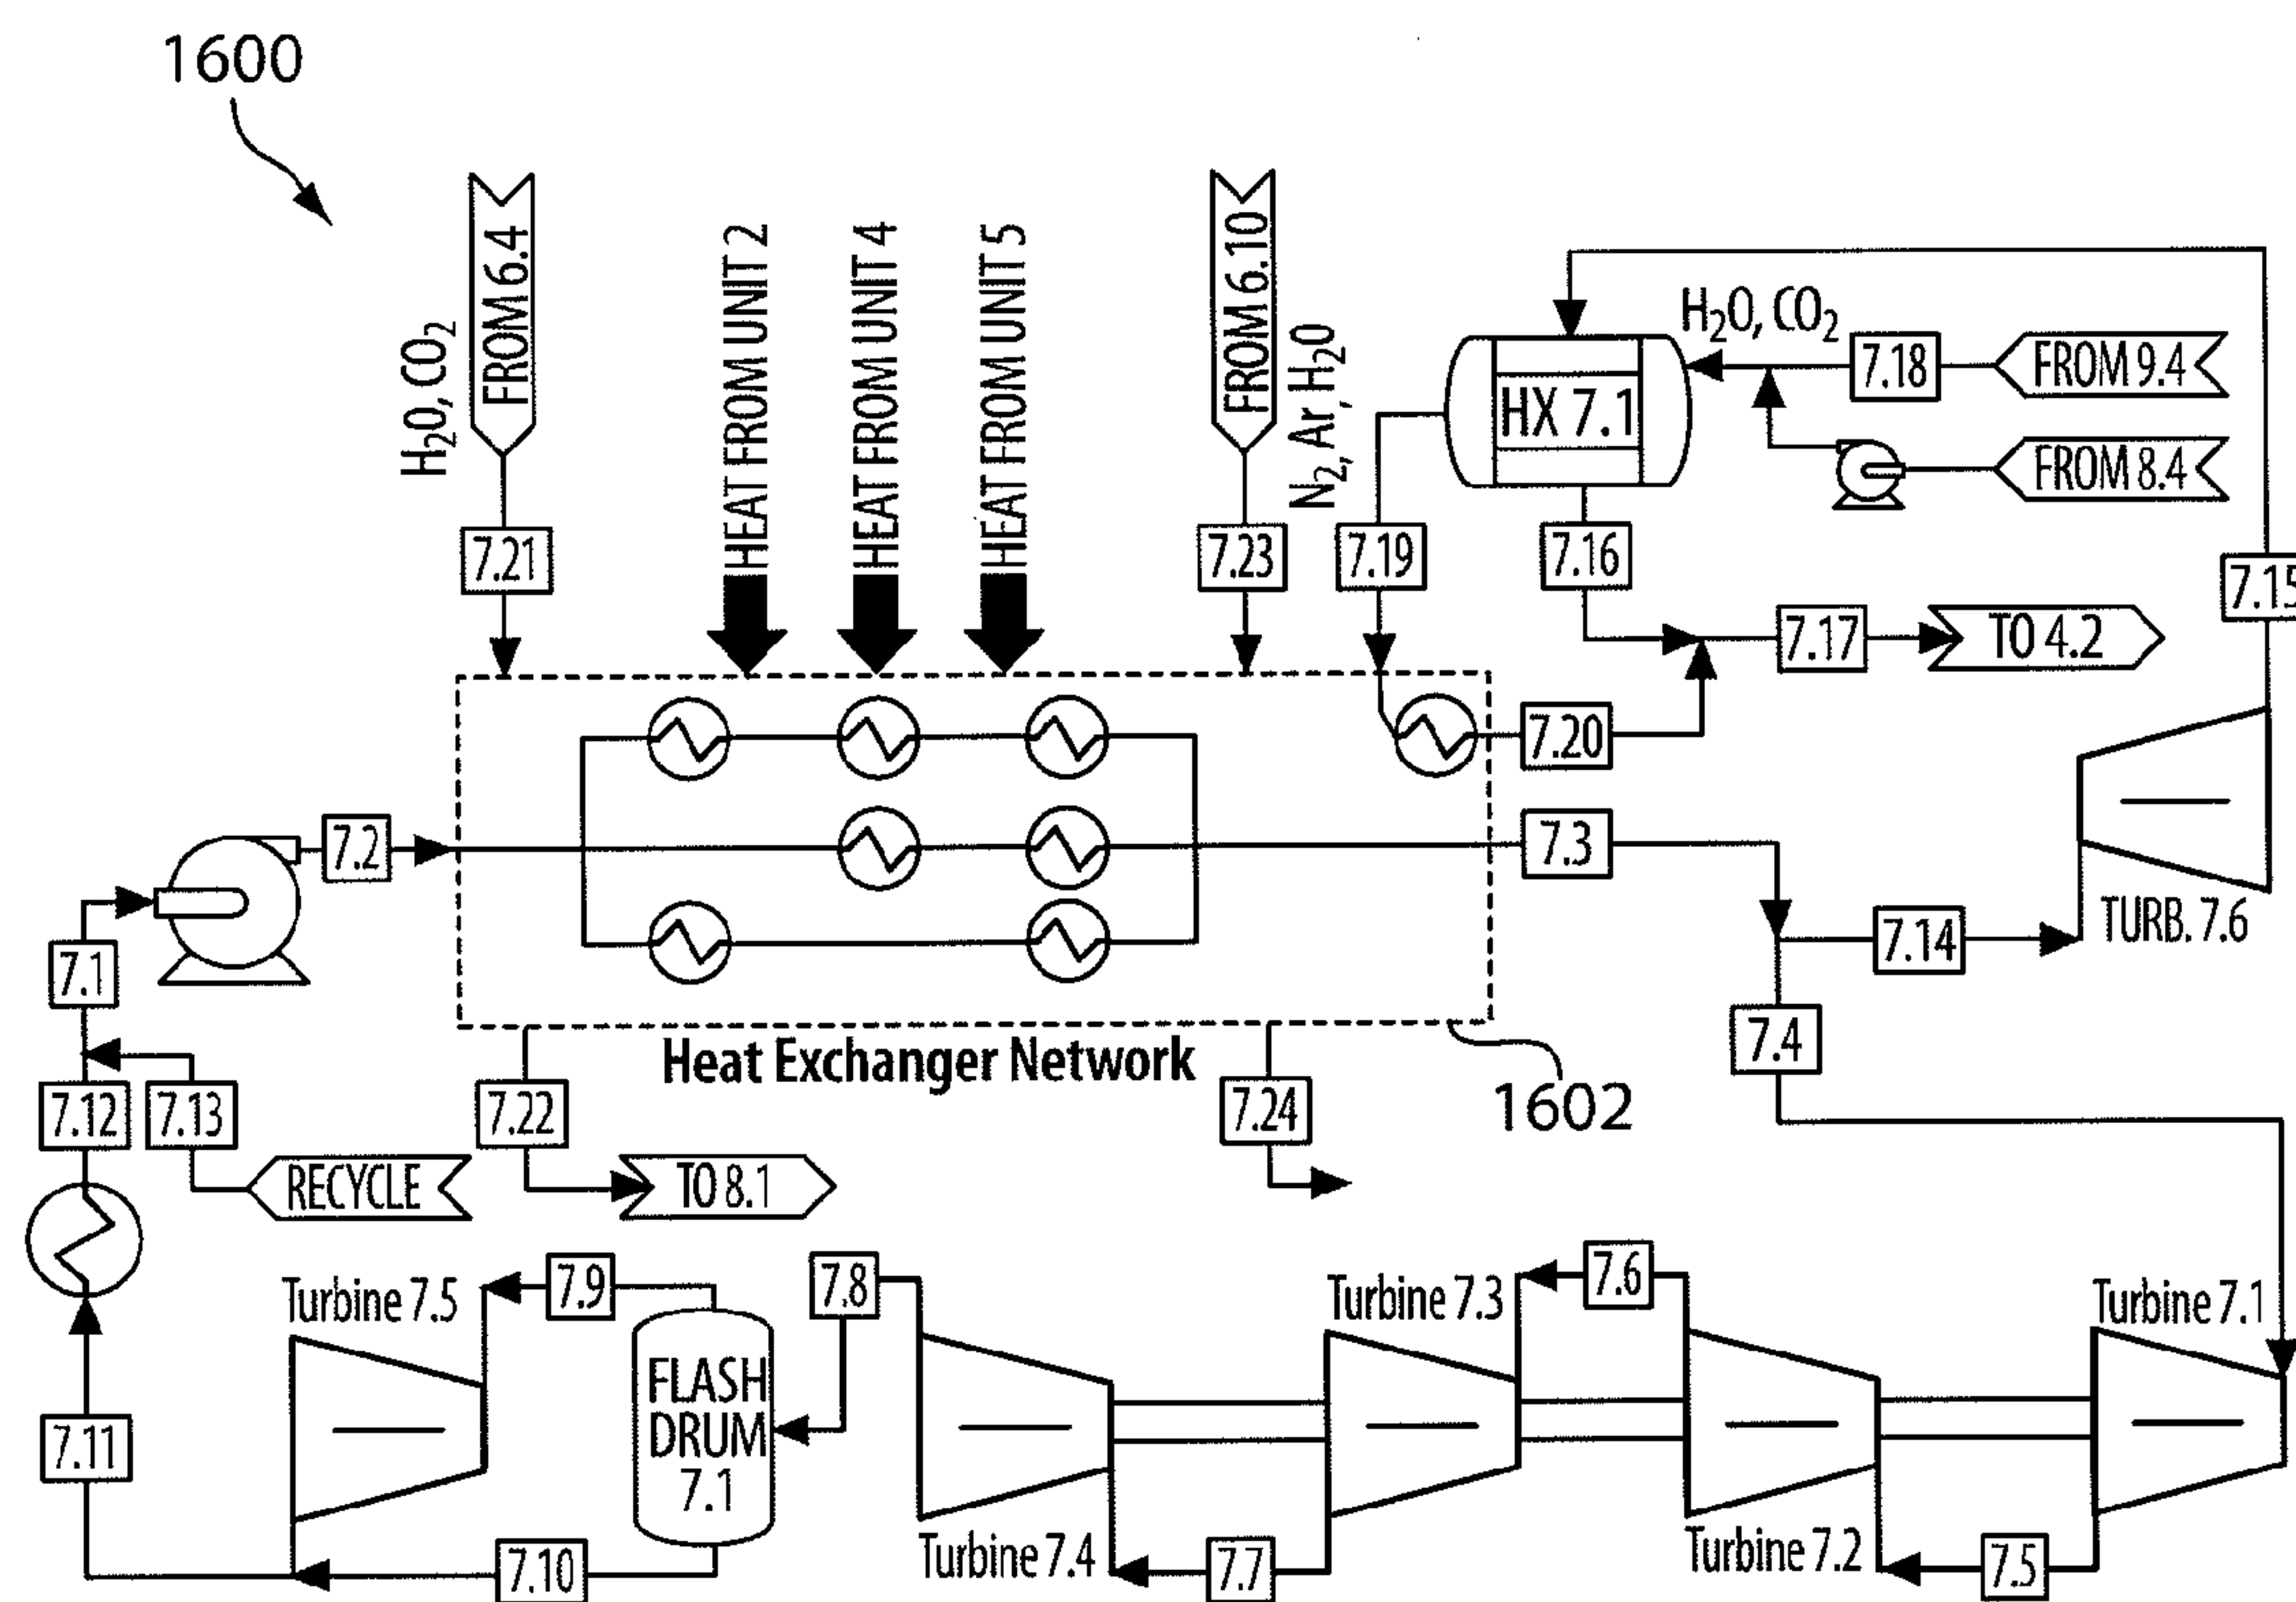 1600
FROM 6.4
H2O, CO2
HEAT FROM UNIT 2
HEAT FROM UNIT 4
HEAT FROM UNIT 5
FROM 6.10
N2, Ar, H2O
HX 7.1
H2O, CO2
7.18
FROM 9.4
FROM 8.4
7.21
7.23
7.19
7.16
7.15
7.17
TO 4.2
7.20
7.2
7.3
7.1
7.14
TURB. 7.6
7.4
Heat Exchanger Network
1602
7.12
7.13
7.22
7.24
RECYCLE
TO 8.1
Turbine 7.5
7.9
7.8
Turbine 7.3
7.6
Turbine 7.1
FLASH
DRUM
7.1
7.11
7.10
Turbine 7.4
7.7
Turbine 7.2
7.5